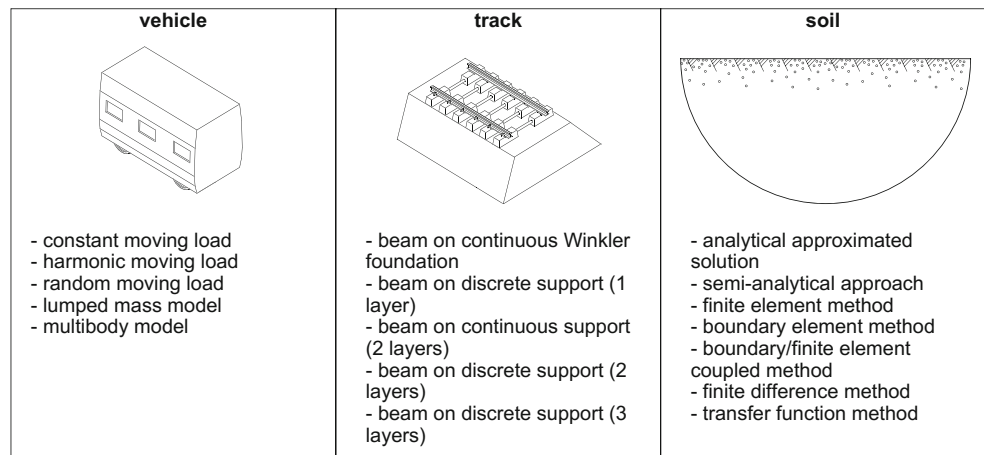 vehicle
- constant moving load
- harmonic moving load
- random moving load
- lumped mass model
- multibody model
track
- beam on continuous Winkler
foundation
- beam on discrete support (1
layer)
- beam on continuous support
(2 layers)
- beam on discrete support (2
layers)
- beam on discrete support (3
layers)
soil
- analytical approximated
solution
- semi-analytical approach
- finite element method
- boundary element method
- boundary/finite element
coupled method
- finite difference method
- transfer function method